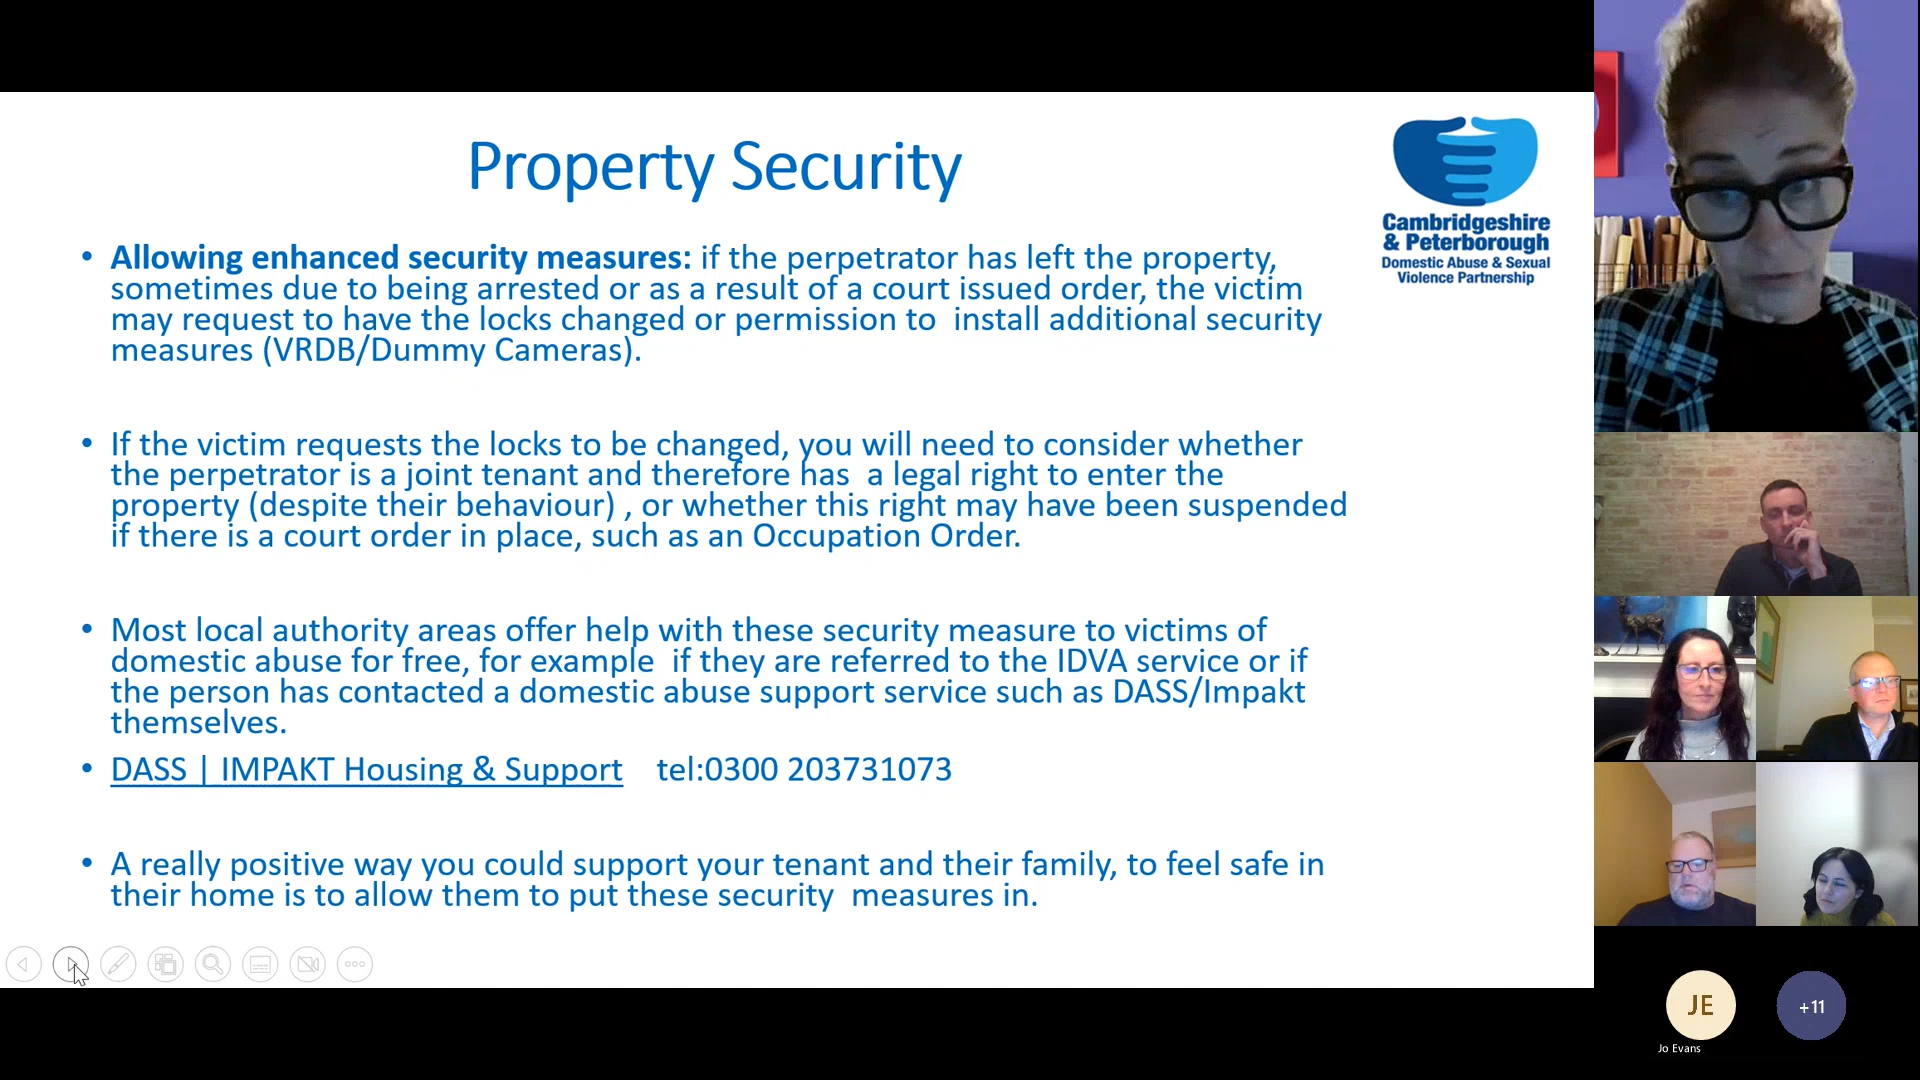 Property Security
Cambridgeshire
& Peterborough
Domestic Abuse & Sexual
Violence Partnership
• Allowing enhanced security measures: if the perpetrator has left the property,
sometimes due to being arrested or as a result of a court issued order, the victim
may request to have the locks changed or permission to  install additional security
measures (VRDB/Dummy Cameras).
• If the victim requests the locks to be changed, you will need to consider whether
the perpetrator is a joint tenant and therefore has  a legal right to enter the
property (despite their behaviour) , or whether this right may have been suspended
if there is a court order in place, such as an Occupation Order.
• Most local authority areas offer help with these security measure to victims of
domestic abuse for free, for example  if they are referred to the IDVA service or if
the person has contacted a domestic abuse support service such as DASS/Impakt
themselves.
• DASS | IMPAKT Housing & Support    tel:0300 203731073
• A really positive way you could support your tenant and their family, to feel safe in
their home is to allow them to put these security  measures in.
JE
+11
Jo Evans